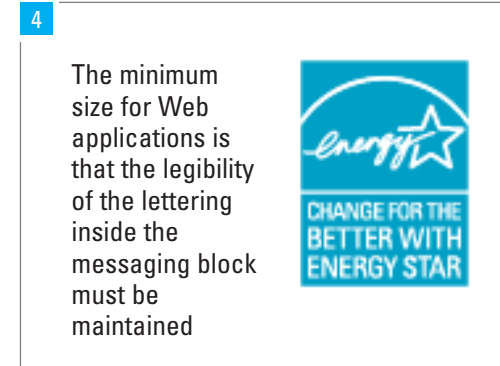 4
The minimum
size for Web
applications is
that the legibility
of the lettering
inside the
messaging block
must be
maintained
energy
CHANGE FOR THE
BETTER WITH
ENERGY STAR